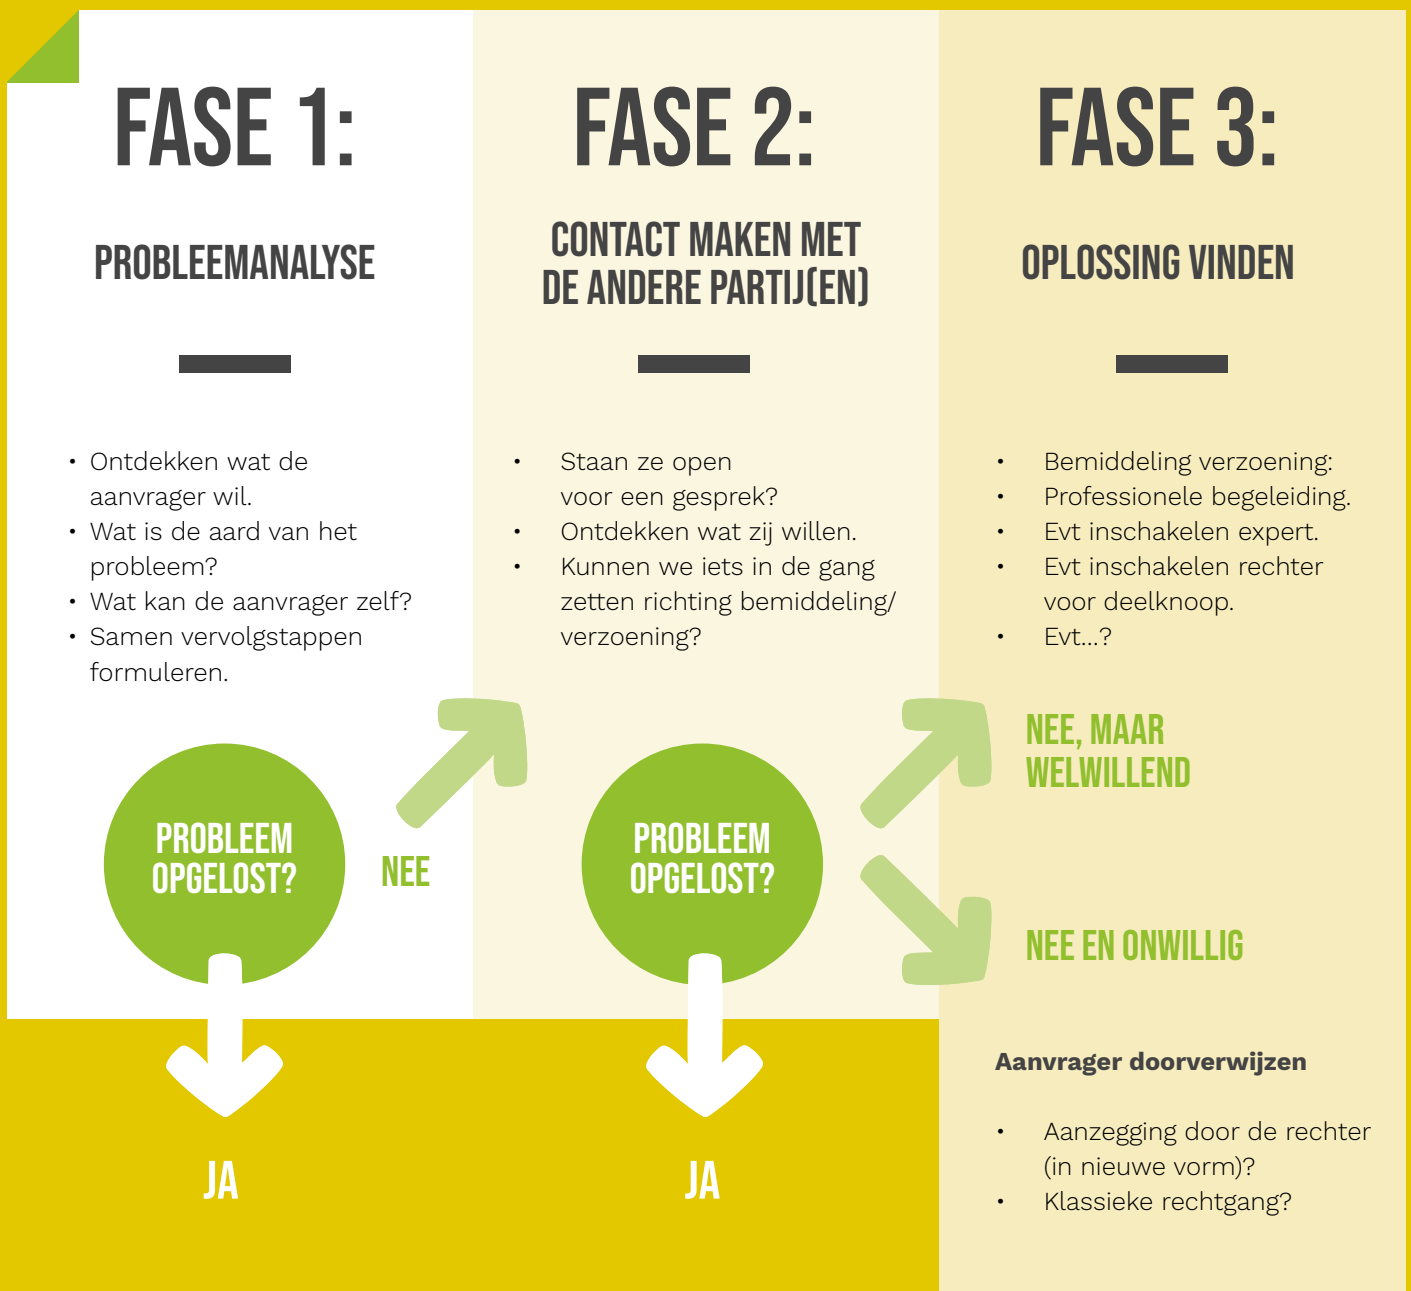 FASE 1:
PROBLEEMANALYSE
• Ontdekken wat de
aanvrager wil.
• Wat is de aard van het
probleem?
• Wat kan de aanvrager zelf?
• Samen vervolgstappen
formuleren.
PROBLEEM
OPGELOST?
NEE
JA
FASE 2:
CONTACT MAKEN MET
DE ANDERE PARTIJ(EN)
• Staan ze open
voor een gesprek?
• Ontdekken wat zij willen.
• Kunnen we iets in de gang
zetten richting bemiddeling/
verzoening?
PROBLEEM
OPGELOST?
JA
FASE 3:
OPLOSSING VINDEN
• Bemiddeling verzoening:
• Professionele begeleiding.
• Evt inschakelen expert.
• Evt inschakelen rechter
voor deelknoop.
• Evt...?
NEE, MAAR
WELWILLEND
NEE EN ONWILLIG
Aanvrager doorverwijzen
• Aanzegging door de rechter
(in nieuwe vorm)?
• Klassieke rechtgang?